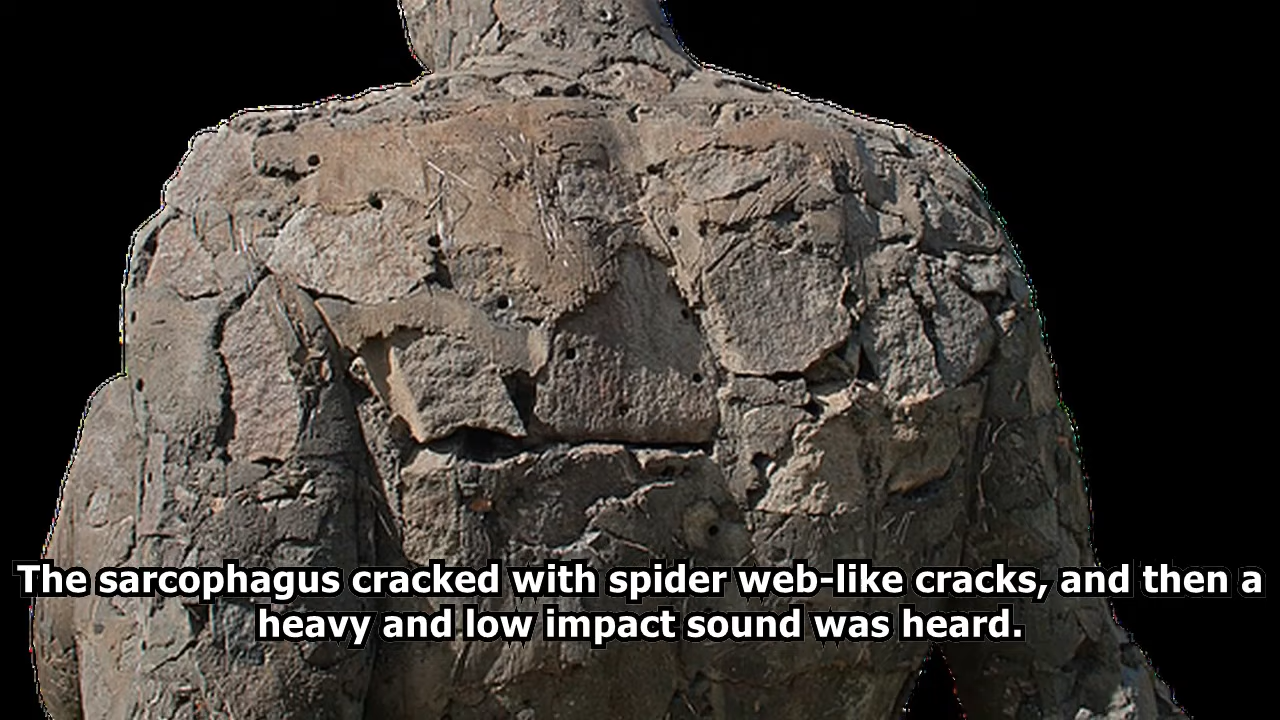 The sarcophagus cracked with spider web-like cracks, and then a
heavy and low impact sound was heard.